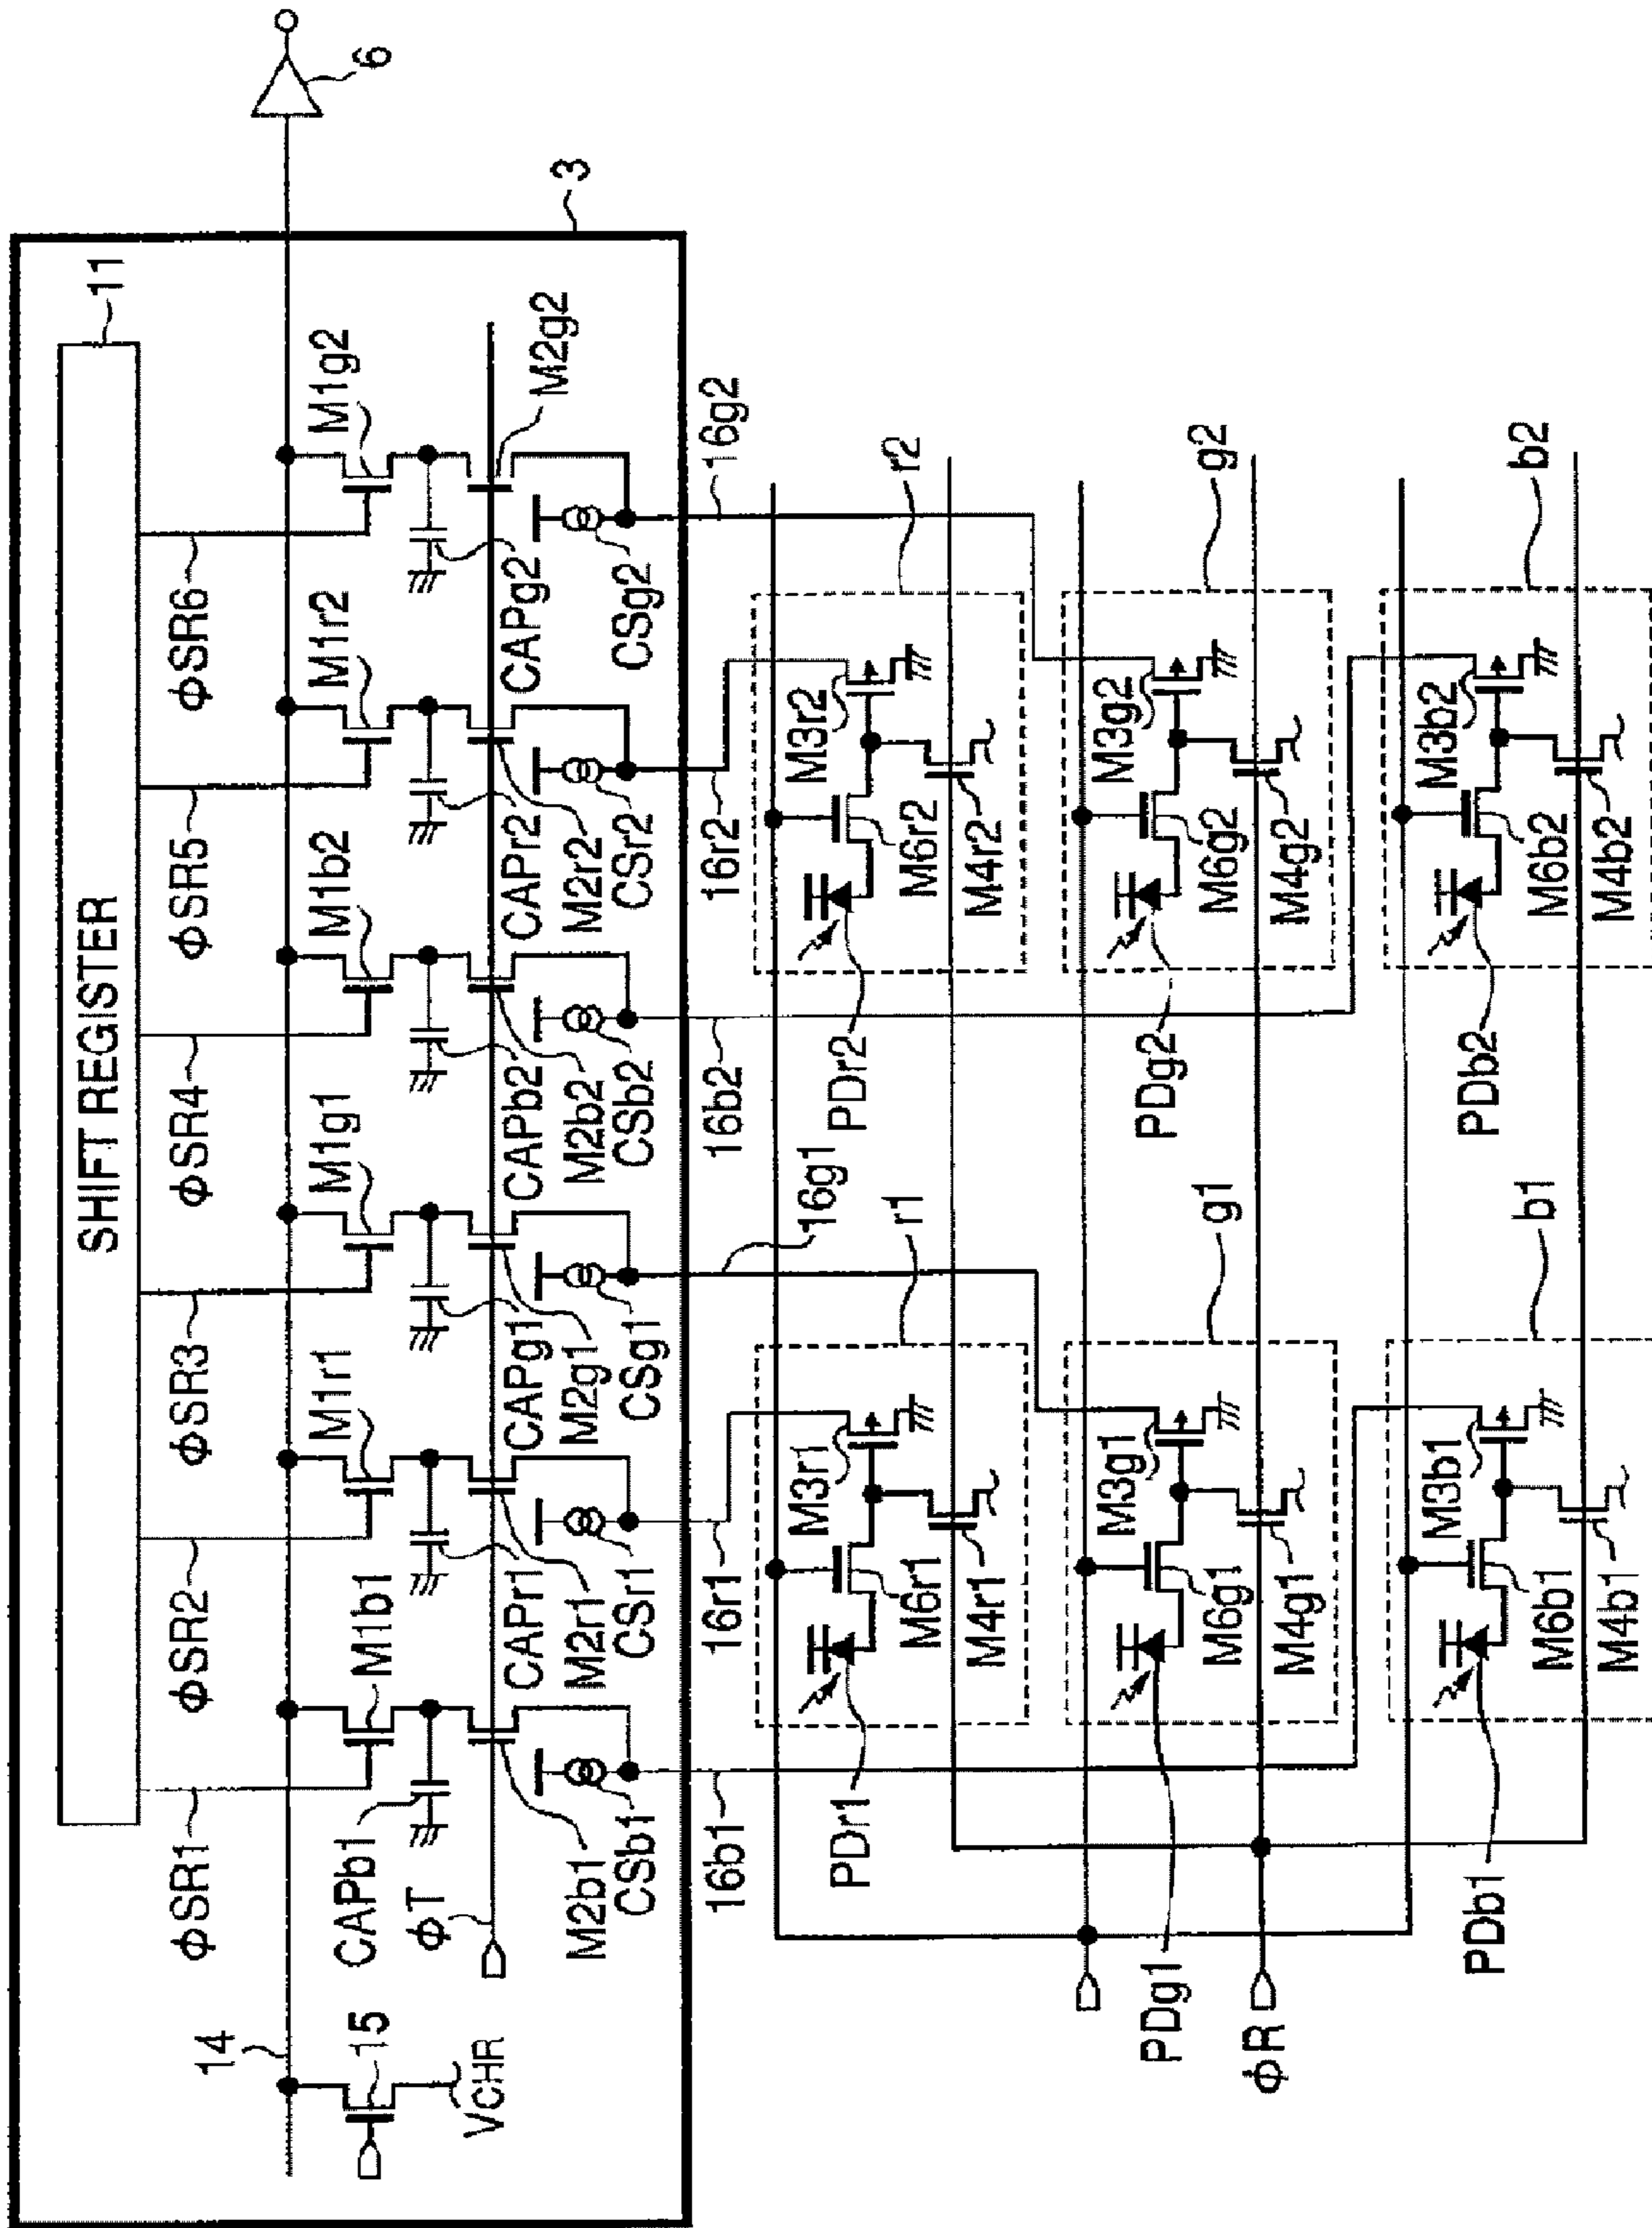 6
3
SHIFT REGISTER
11
ϕSR1
ϕSR2
ϕSR3
ϕSR4
ϕSR5
ϕSR6
14
15
VCHR
M1b1
M1r1
M1g1
M1b2
M1r2
M1g2
CAPb1
ϕT
CAPr1
CAPg1
CAPb2
CAPr2
CAPg2
M2b1
M2r1
M2g1
M2b2
M2r2
M2g2
CSb1
CSr1
CSg1
CSb2
CSr2
CSg2
16b1
16r1
16g1
16b2
16r2
16g2
r1
r2
M3r1
M3r2
PDr1
M6r1
M4r1
PDr2
M6r2
M4r2
g1
g2
M3g1
M3g2
PDg1
M6g1
M4g1
PDg2
M6g2
M4g2
ϕR
b1
b2
M3b1
M3b2
PDb1
M6b1
M4b1
PDb2
M6b2
M4b2